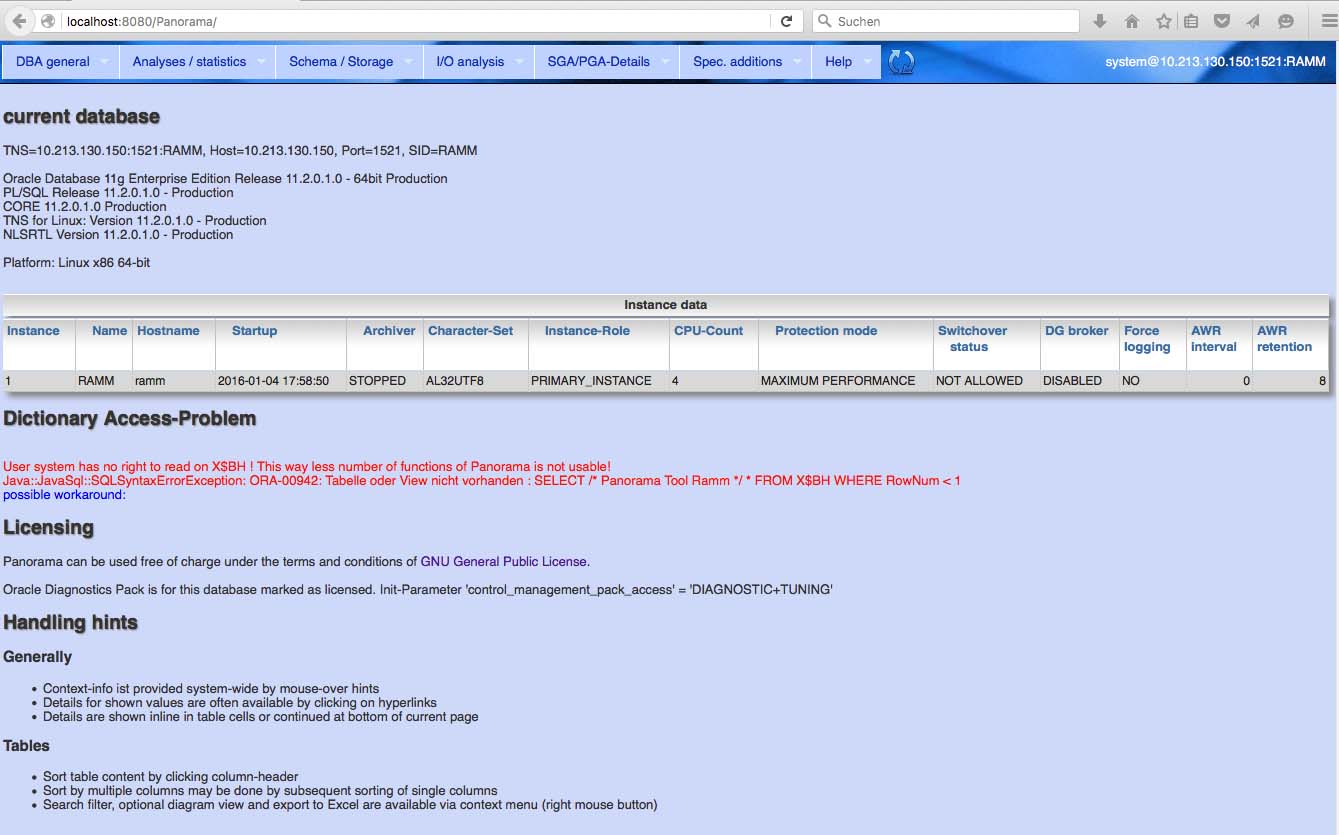 localhost:8080/Panorama/
Suchen
DBA general Analyses / statistics Schema / Storage I/O analysis SGA/PGA-Details Spec. additions Help system@10.213.130.150:1521:RAMM
current database
TNS=10.213.130.150:1521:RAMM, Host=10.213.130.150, Port=1521, SID=RAMM
Oracle Database 11g Enterprise Edition Release 11.2.0.1.0 - 64bit Production
PL/SQL Release 11.2.0.1.0 - Production
CORE 11.2.0.1.0 Production
TNS for Linux: Version 11.2.0.1.0 - Production
NLSRTL Version 11.2.0.1.0 - Production
Platform: Linux x86 64-bit
Instance data
Instance Name Hostname Startup Archiver Character-Set Instance-Role CPU-Count Protection mode Switchover DG broker Force AWR AWR
status logging interval retention
1 RAMM ramm 2016-01-04 17:58:50 STOPPED AL32UTF8 PRIMARY_INSTANCE 4 MAXIMUM PERFORMANCE NOT ALLOWED DISABLED NO 0 8
Dictionary Access-Problem
User system has no right to read on X$BH ! This way less number of functions of Panorama is not usable!
Java::JavaSql::SQLSyntaxErrorException: ORA-00942: Tabelle oder View nicht vorhanden : SELECT /* Panorama Tool Ramm */ * FROM X$BH WHERE RowNum < 1
possible workaround:
Licensing
Panorama can be used free of charge under the terms and conditions of GNU General Public License.
Oracle Diagnostics Pack is for this database marked as licensed. Init-Parameter 'control_management_pack_access' = 'DIAGNOSTIC+TUNING'
Handling hints
Generally
• Context-info ist provided system-wide by mouse-over hints
• Details for shown values are often available by clicking on hyperlinks
• Details are shown inline in table cells or continued at bottom of current page
Tables
• Sort table content by clicking column-header
• Sort by multiple columns may be done by subsequent sorting of single columns
• Search filter, optional diagram view and export to Excel are available via context menu (right mouse button)